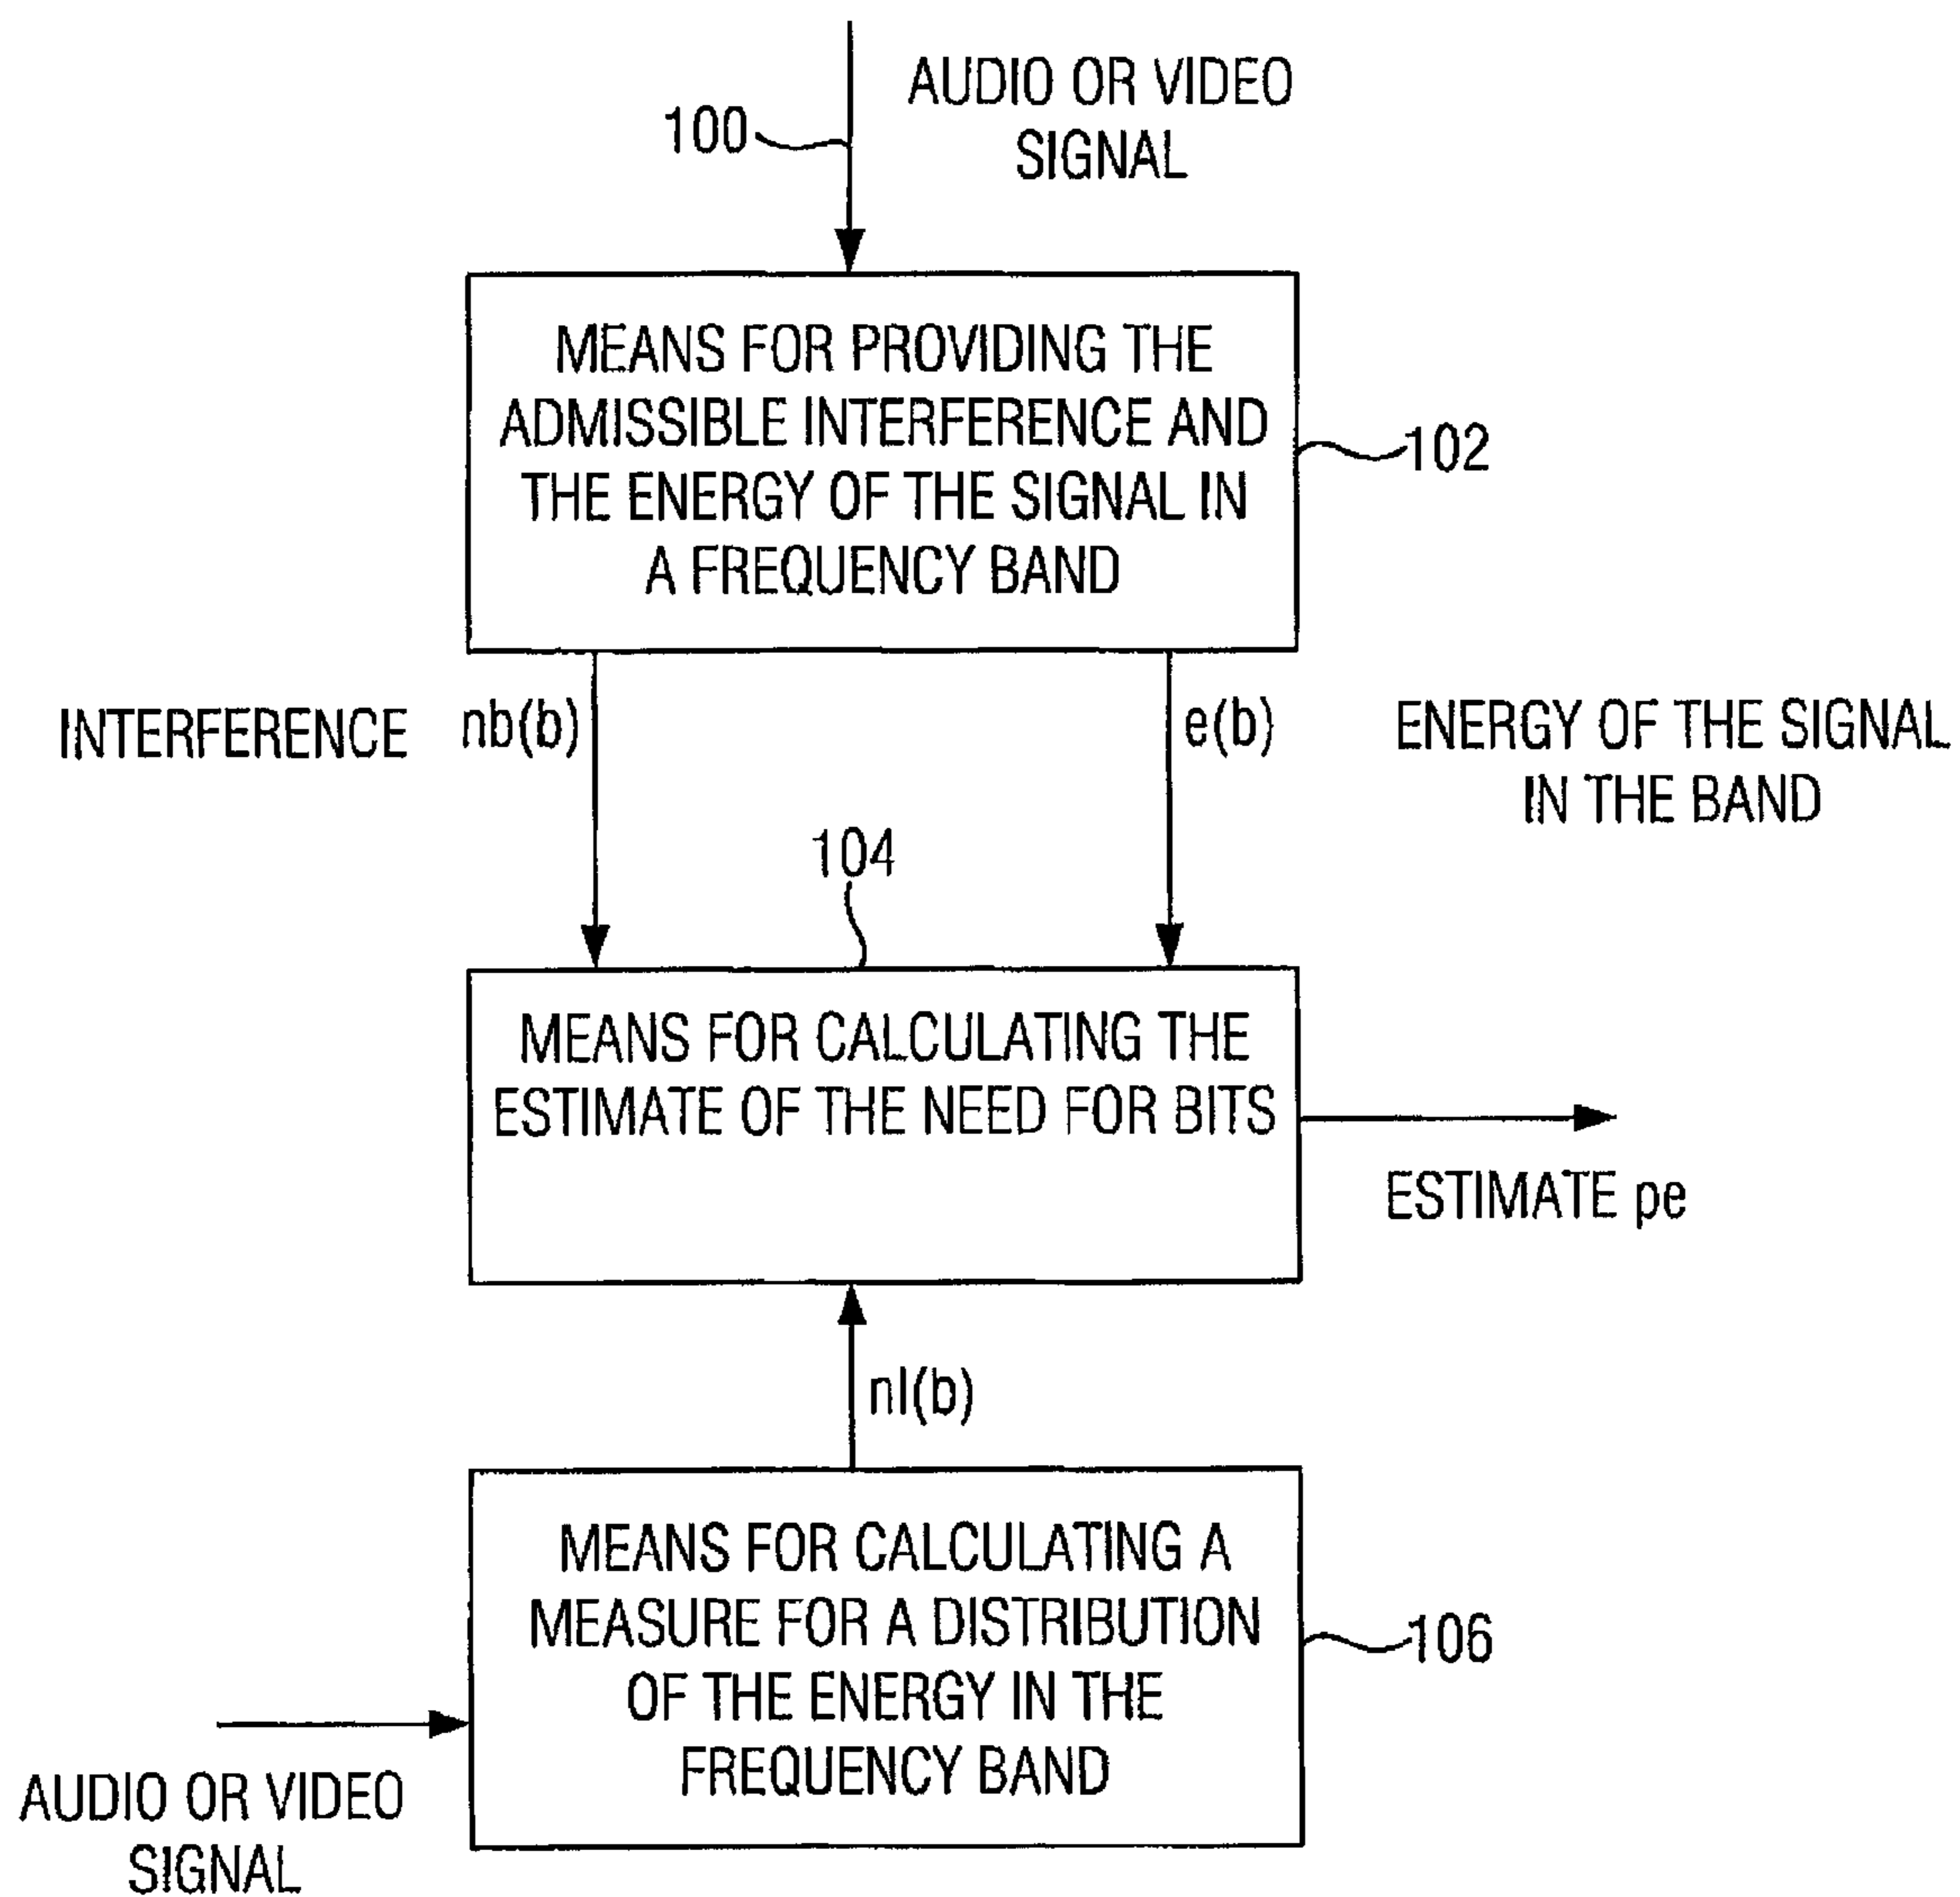 AUDIO OR VIDEO
SIGNAL
100
MEANS FOR PROVIDING THE
ADMISSIBLE INTERFERENCE AND
THE ENERGY OF THE SIGNAL IN
A FREQUENCY BAND
102
INTERFERENCE
nb(b)
e(b)
ENERGY OF THE SIGNAL
IN THE BAND
104
MEANS FOR CALCULATING THE
ESTIMATE OF THE NEED FOR BITS
ESTIMATE pe
nl(b)
MEANS FOR CALCULATING A
MEASURE FOR A DISTRIBUTION
OF THE ENERGY IN THE
FREQUENCY BAND
106
AUDIO OR VIDEO
SIGNAL